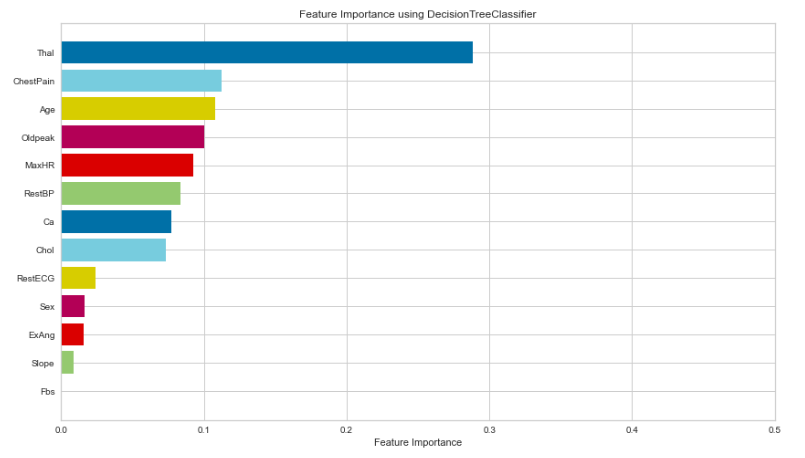 Feature Importance using DecisionTreeClassifier
Thal
ChestPain
Age
Oldpeak
MaxHR
RestBP
Ca
Chol
RestECG
Sex
ExAng
Slope
Fbs
0.0 0.1 0.2 0.3 0.4 0.5
Feature Importance